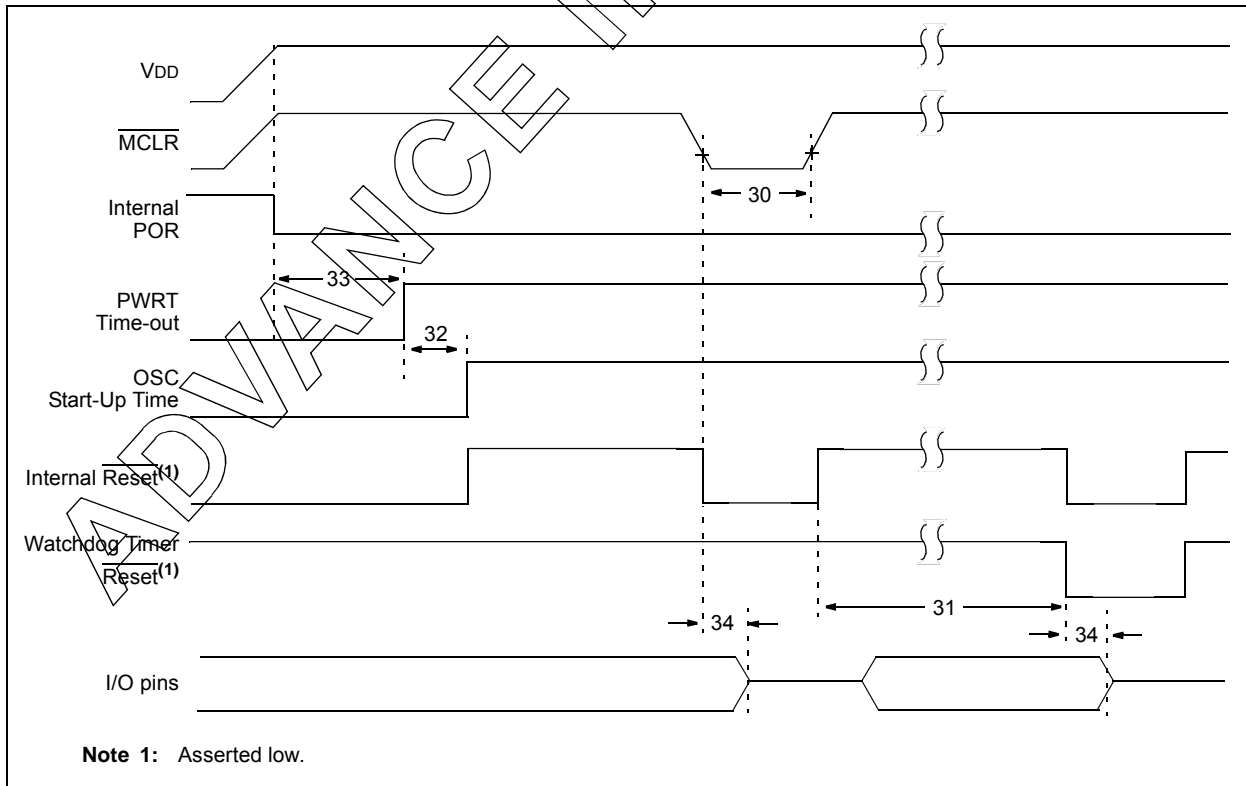 VDD
MCLR
Internal
POR
33
30
PWRT
Time-out
32
OSC
Start-Up Time
Internal Reset(1)
Watchdog Timer
Reset(1)
31
34
34
I/O pins
Note 1: Asserted low.
ADVANCE